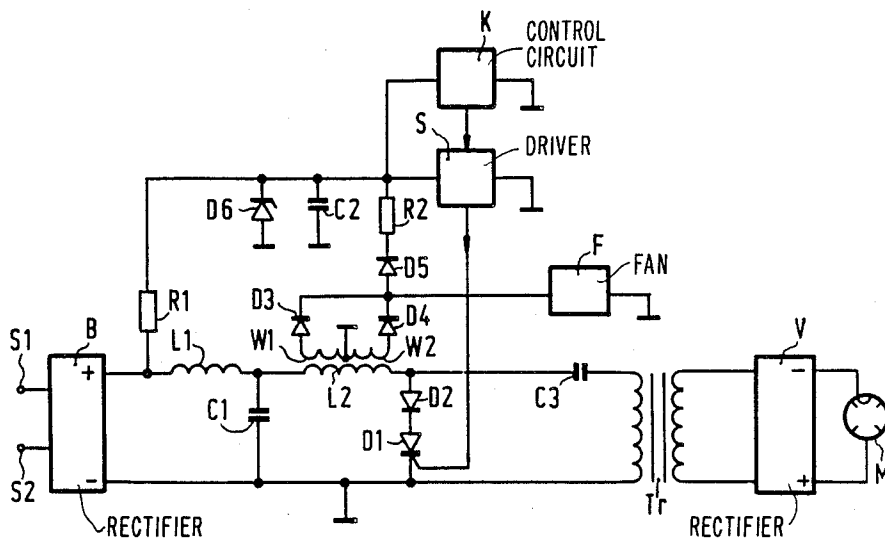 K
CONTROL
CIRCUIT
S
DRIVER
D6
C2
R2
D5
F
FAN
D3
D4
R1
W1
W2
S1
B
L1
V
+
C1
L2
D2
C3
-
D1
S2
M
-
+
RECTIFIER
Tr
RECTIFIER